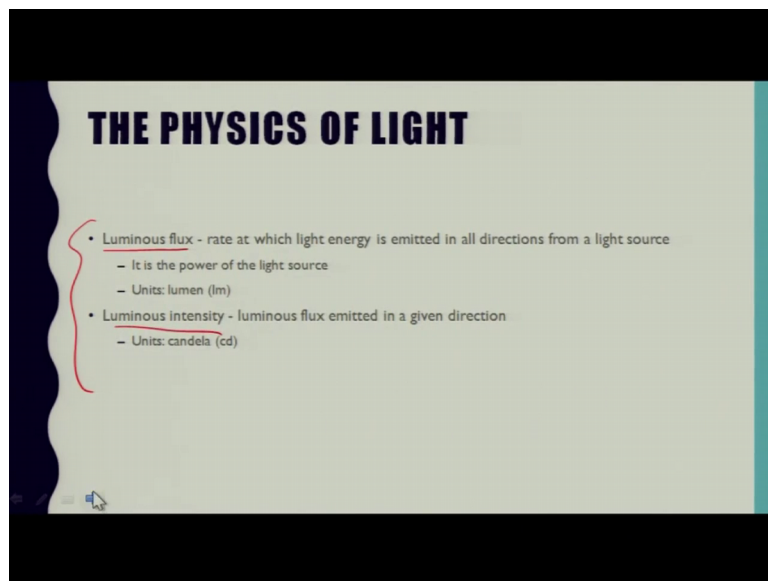 THE PHYSICS OF LIGHT
• Luminous flux - rate at which light energy is emitted in all directions from a light source
– It is the power of the light source
– Units: lumen (lm)
• Luminous intensity - luminous flux emitted in a given direction
– Units: candela (cd)